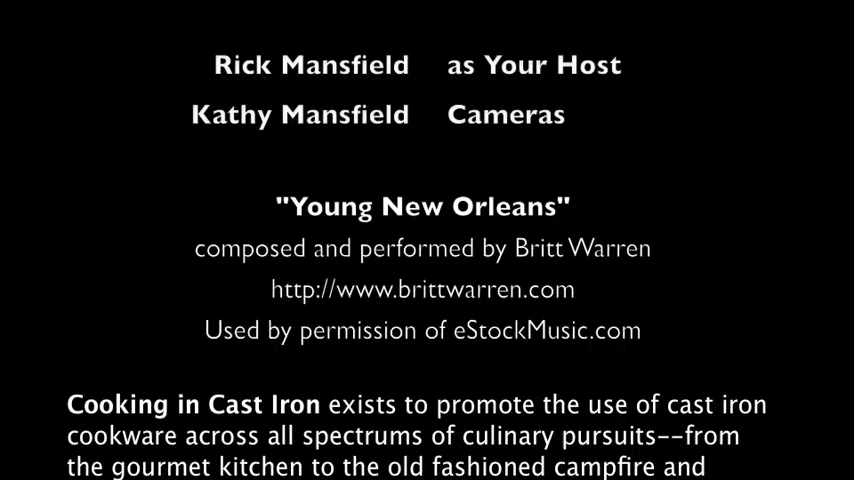 Rick Mansfield as Your Host
Kathy Mansfield Cameras
"Young New Orleans"
composed and performed by Britt Warren
http://www.brittwarren.com
Used by permission of eStockMusic.com
Cooking in Cast Iron exists to promote the use of cast iron
cookware across all spectrums of culinary pursuits--from
the gourmet kitchen to the old fashioned campfire and